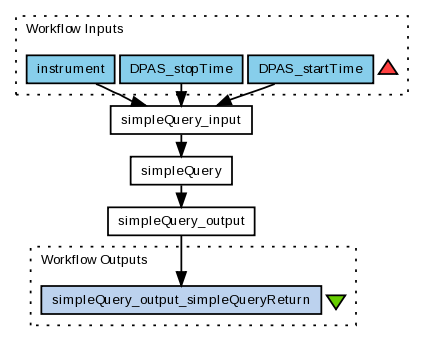 Workflow Inputs
instrument DPAS_stopTime DPAS_startTime
simpleQuery_input
simpleQuery
simpleQuery_output
Workflow Outputs
simpleQuery_output_simpleQueryReturn